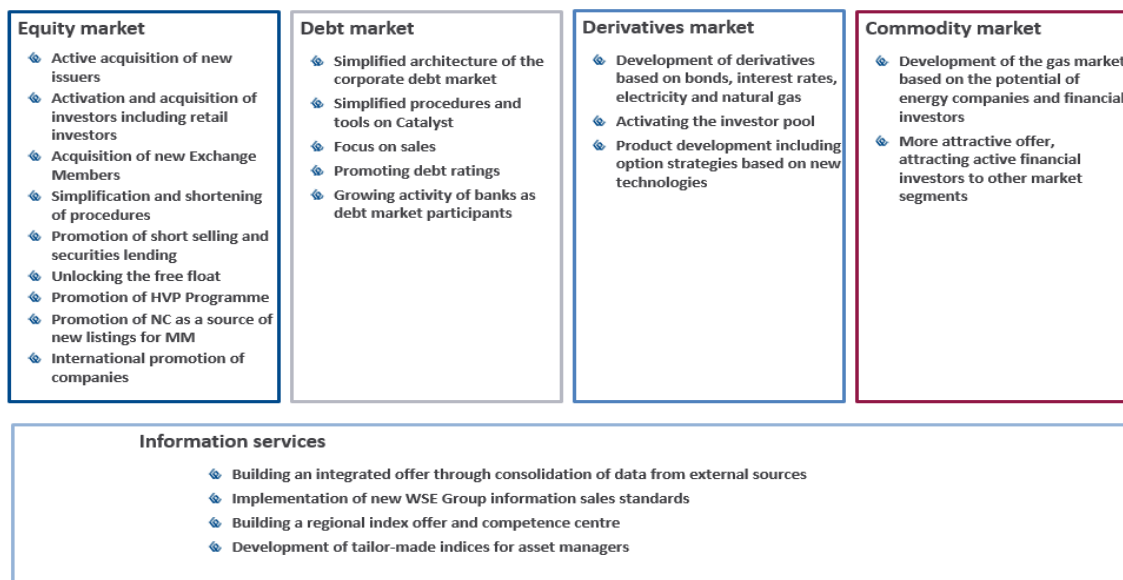 Equity market
Active acquisition of new
issuers
Activation and acquisition of
investors including retail
investors
Acquisition of new Exchange
Members
Simplification and shortening
of procedures
Promotion of short selling and
securities lending
Unlocking the free float
Promotion of HVP Programme
Promotion of NC as a source of
new listings for MM
International promotion of
companies
Debt market
Simplified architecture of the
corporate debt market
Simplified procedures and
tools on Catalyst
Focus on sales
Promoting debt ratings
Growing activity of banks as
debt market participants
Derivatives market
Development of derivatives
based on bonds, interest rates,
electricity and natural gas
Activating the investor pool
Product development including
option strategies based on new
technologies
Commodity market
Development of the gas market
based on the potential of
energy companies and financial
investors
More attractive offer,
attracting active financial
investors to other market
segments
Information services
Building an integrated offer through consolidation of data from external sources
Implementation of new WSE Group information sales standards
Building a regional index offer and competence centre
Development of tailor-made indices for asset managers